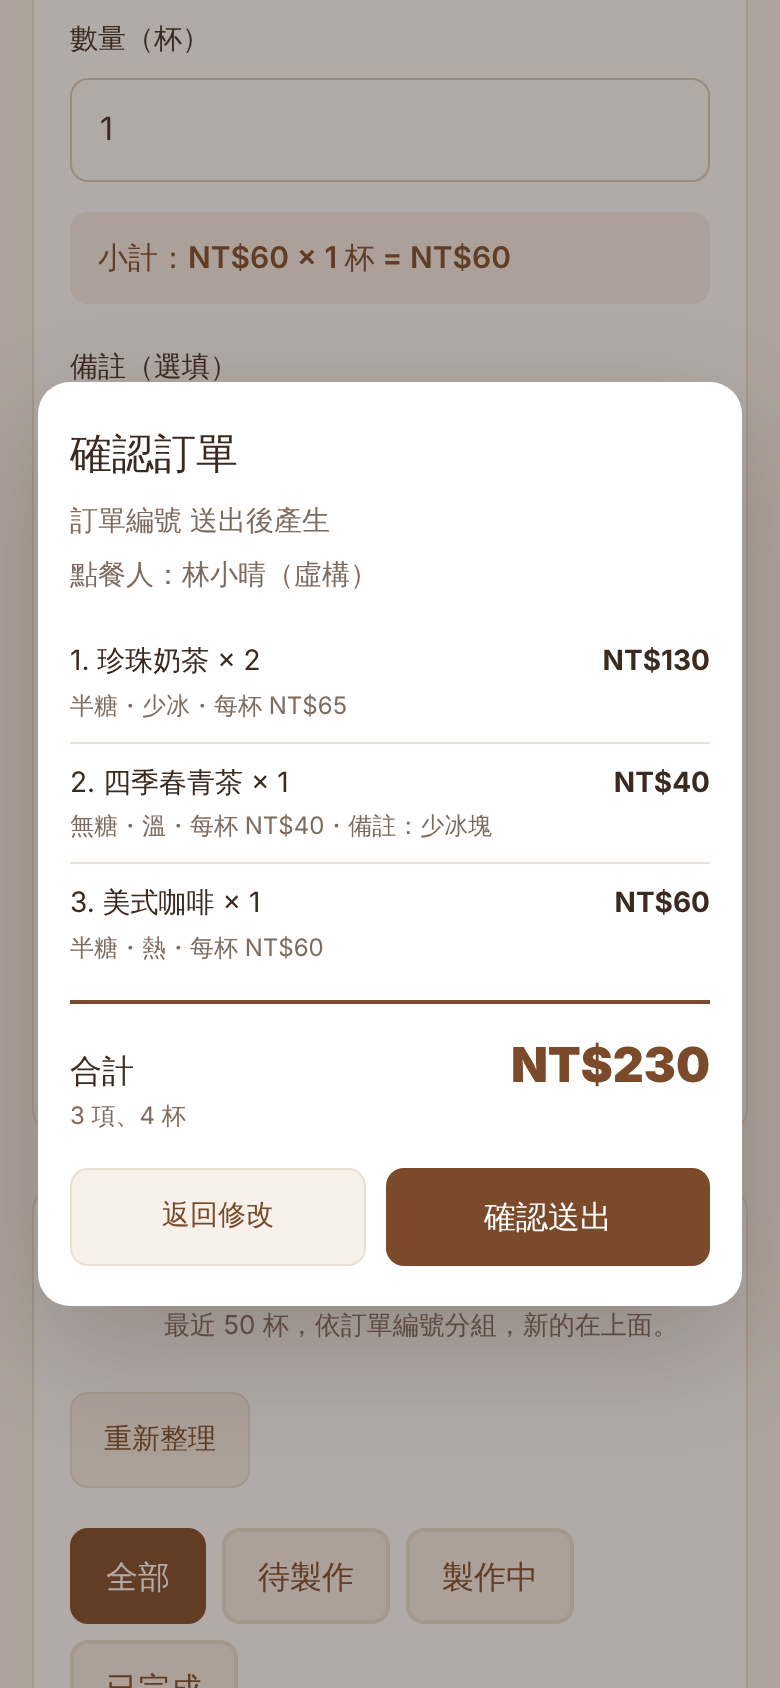 數量（杯）
1
小計：NT$60 × 1 杯 = NT$60
備註（選填）
確認訂單
訂單編號 送出後產生
點餐人：林小晴（虛構）
1. 珍珠奶茶 × 2 NT$130
半糖・少冰・每杯 NT$65
2. 四季春青茶 × 1 NT$40
無糖・溫・每杯 NT$40・備註：少冰塊
3. 美式咖啡 × 1 NT$60
半糖・熱・每杯 NT$60
合計 NT$230
3 項、4 杯
返回修改 確認送出
最近 50 杯，依訂單編號分組，新的在上面。
重新整理
全部 待製作 製作中
已完成